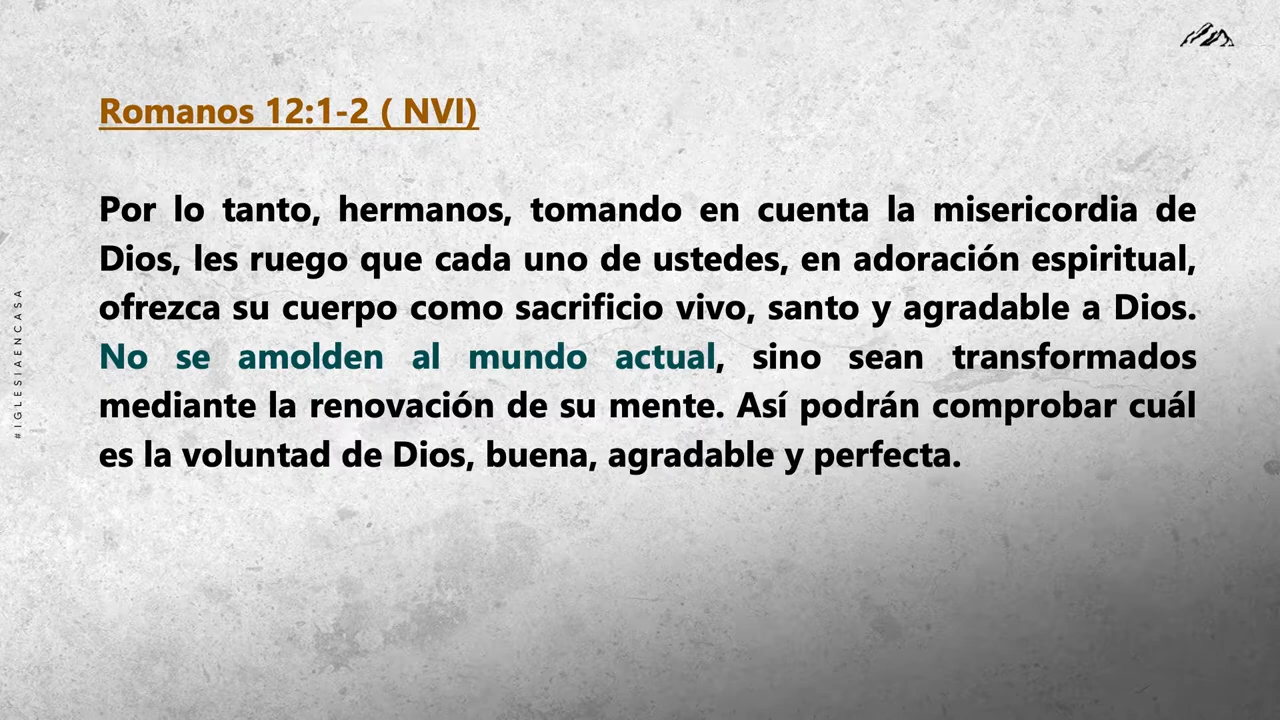 Romanos 12:1-2 ( NVI)
Por lo tanto, hermanos, tomando en cuenta la misericordia de
Dios, les ruego que cada uno de ustedes, en adoración espiritual,
ofrezca su cuerpo como sacrificio vivo, santo y agradable a Dios.
No se amolden al mundo actual, sino sean transformados
mediante la renovación de su mente. Así podrán comprobar cuál
es la voluntad de Dios, buena, agradable y perfecta.
#IGLESIAENCASA